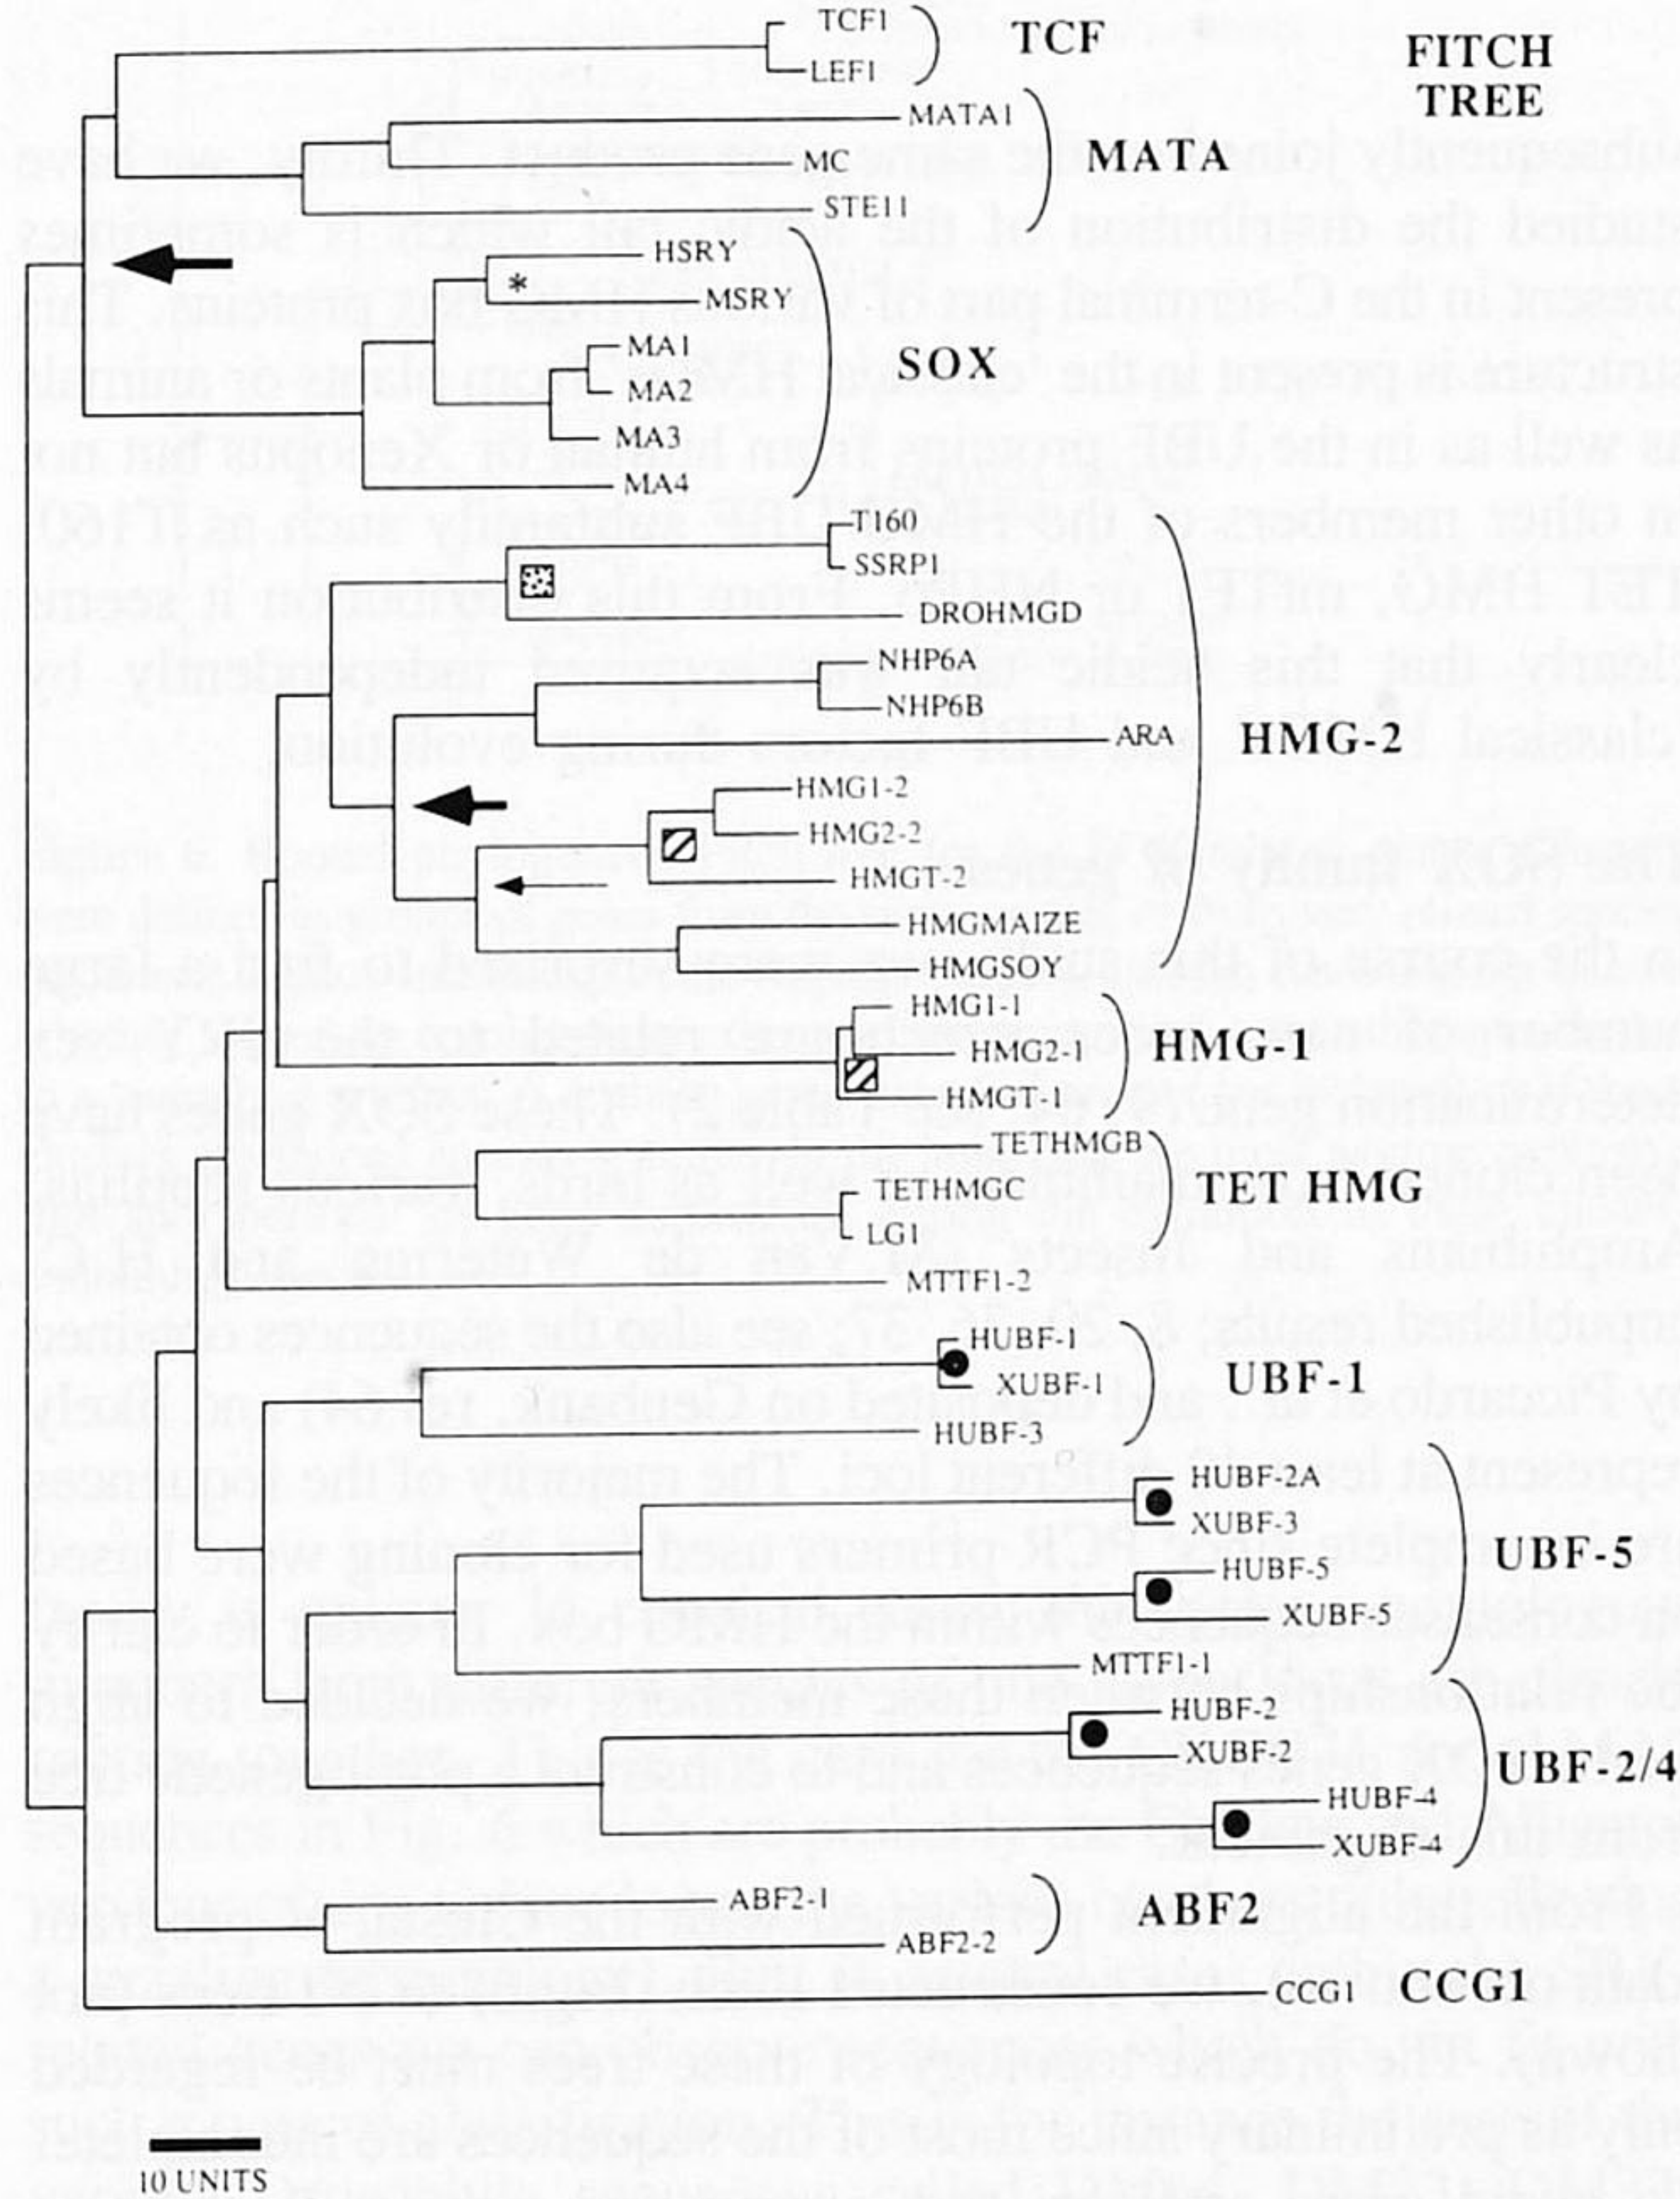 TCF1
TCF
FITCH
TREE
LEF1
MATA1
MC
MATA
STE11
HSRY
*
MSRY
MA1
SOX
MA2
MA3
MA4
T160
SSRP1
DROHMGD
NHP6A
NHP6B
ARA
HMG-2
HMG1-2
HMG2-2
HMGT-2
HMGMAIZE
HMGSOY
HMG1-1
HMG2-1
HMG-1
HMGT-1
TETHMGB
TETHMGC
TET HMG
LG1
MTTF1-2
HUBF-1
XUBF-1
UBF-1
HUBF-3
HUBF-2A
XUBF-3
UBF-5
HUBF-5
XUBF-5
MTTF1-1
HUBF-2
XUBF-2
UBF-2/4
HUBF-4
XUBF-4
ABF2-1
ABF2
ABF2-2
CCG1 CCG1
10 UNITS